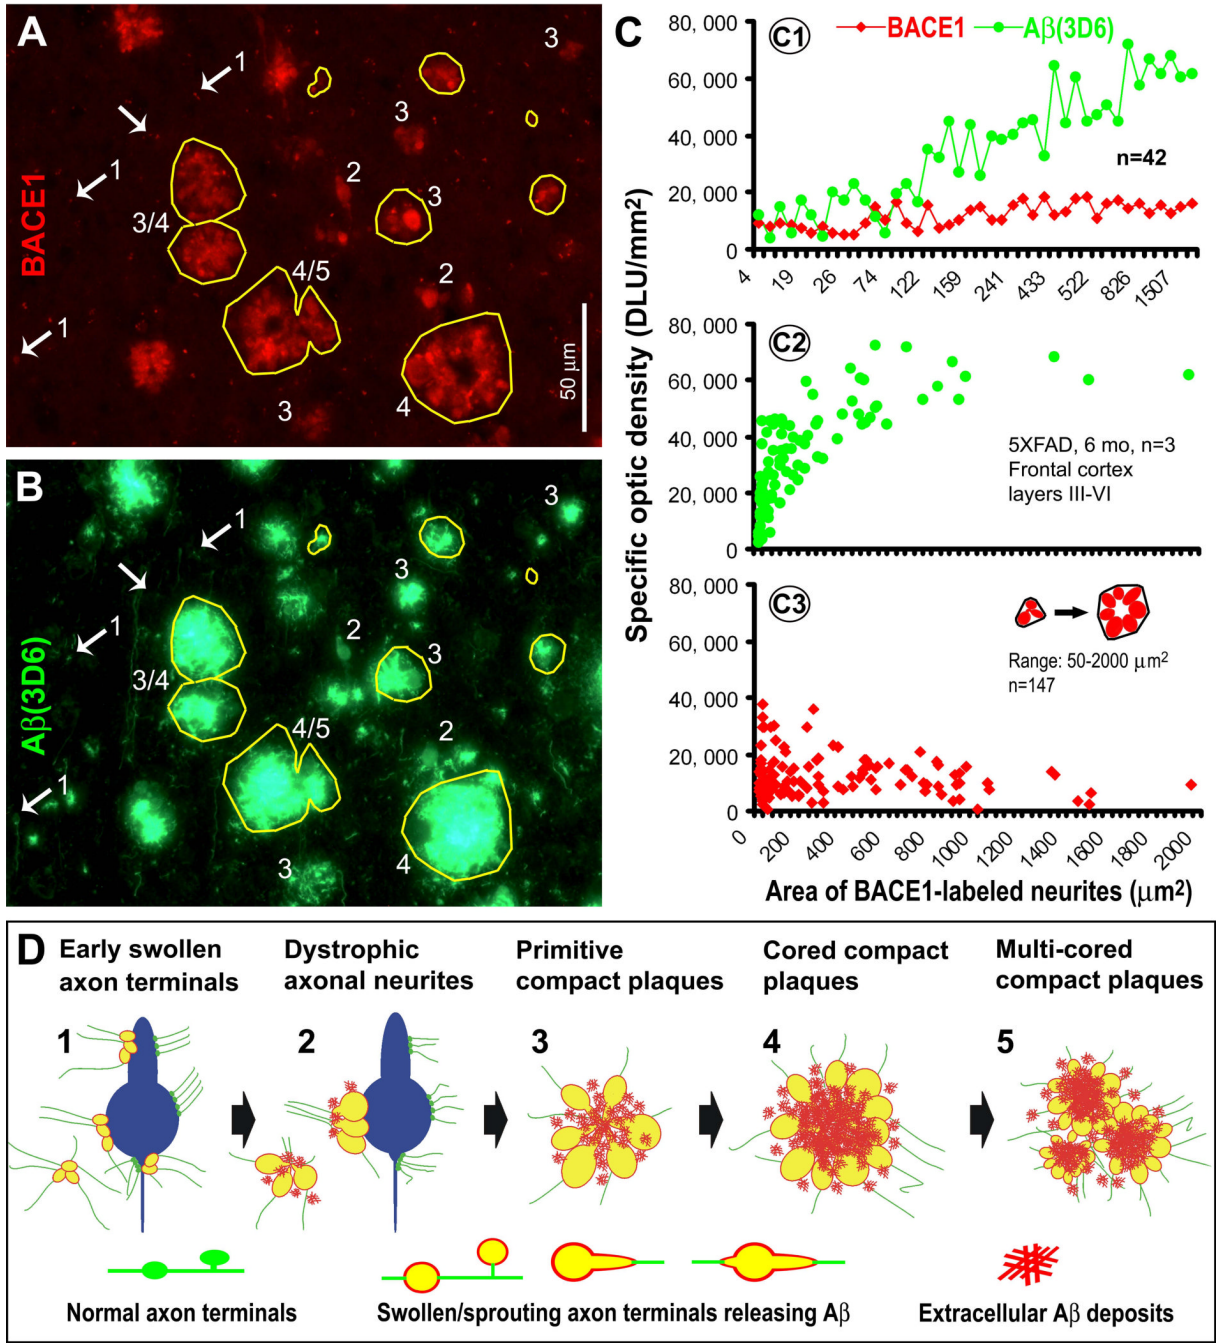 A
BACE1
1
1
1
3
3
2
3
3/4
4/5
2
3
4
50 μm
B
Aβ(3D6)
1
1
1
3
3
2
3
3/4
4/5
2
3
4
C
Specific optic density (DLU/mm2)
C1
BACE1
Aβ(3D6)
80, 000
60, 000
40, 000
20, 000
0
n=42
4 19 26 74 122 159 241 433 522 826 1507
C2
80, 000
60, 000
40, 000
20, 000
0
5XFAD, 6 mo, n=3
Frontal cortex
layers III-VI
C3
80, 000
60, 000
40, 000
20, 000
0
Range: 50-2000 μm2
n=147
0 200 400 600 800 1000 1200 1400 1600 1800 2000
Area of BACE1-labeled neurites (μm2)
D
Early swollen
axon terminals
Dystrophic
axonal neurites
Primitive
compact plaques
Cored compact
plaques
Multi-cored
compact plaques
1
2
3
4
5
Normal axon terminals
Swollen/sprouting axon terminals releasing Aβ
Extracellular Aβ deposits